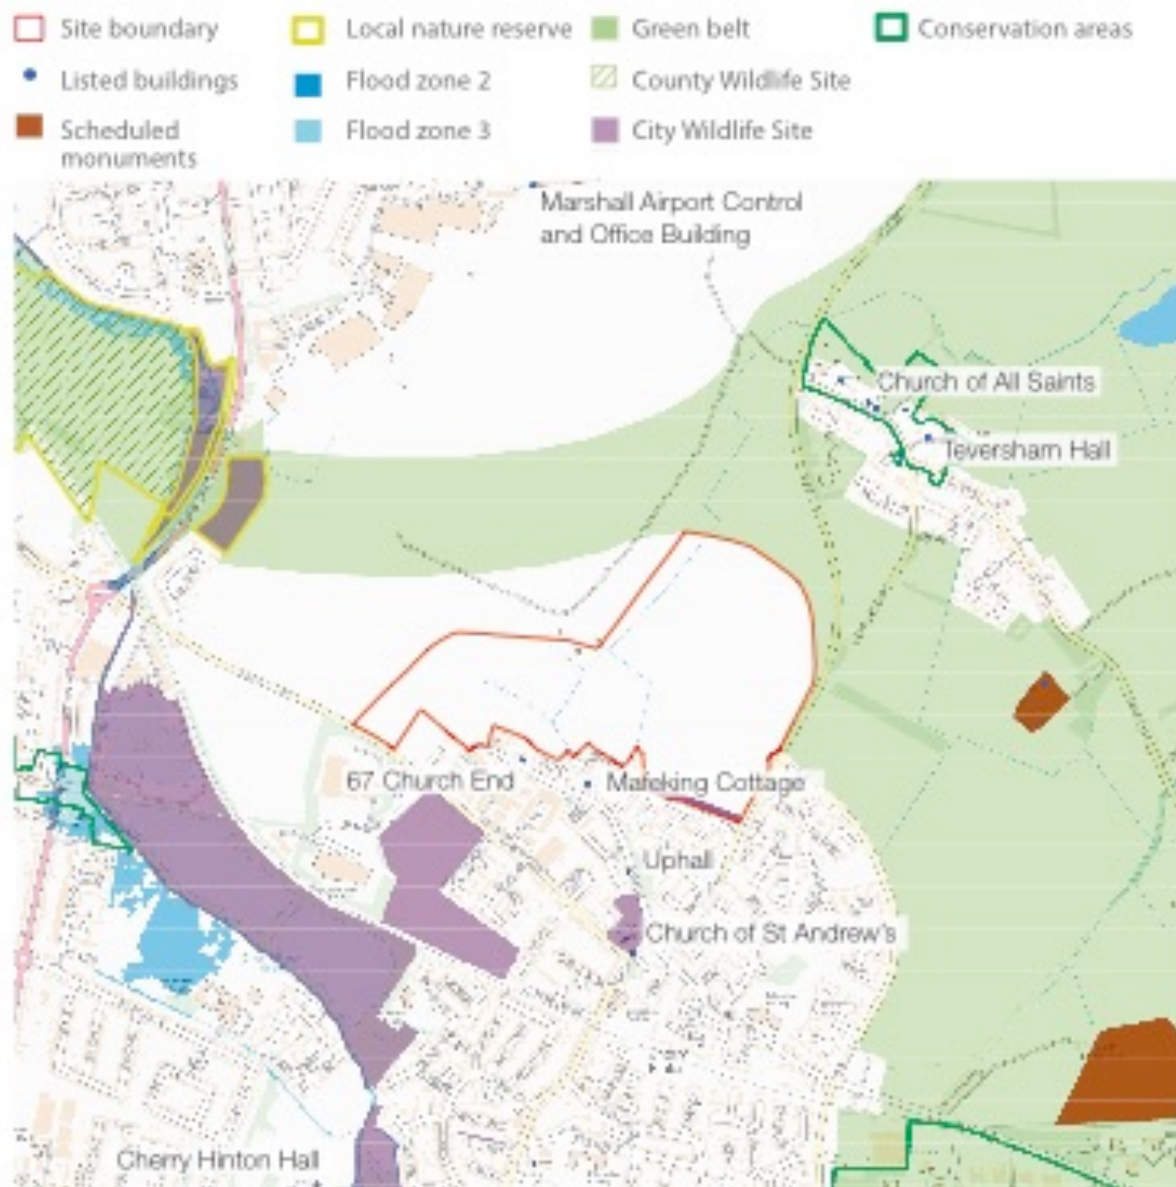 Site boundary
Local nature reserve
Green belt
Conservation areas
Listed buildings
Flood zone 2
County Wildlife Site
Scheduled
monuments
Flood zone 3
City Wildlife Site
Marshall Airport Control
and Office Building
Church of All Saints
Teversham Hall
67 Church End
Mafeking Cottage
Uphall
Church of St Andrew's
Cherry Hinton Hall